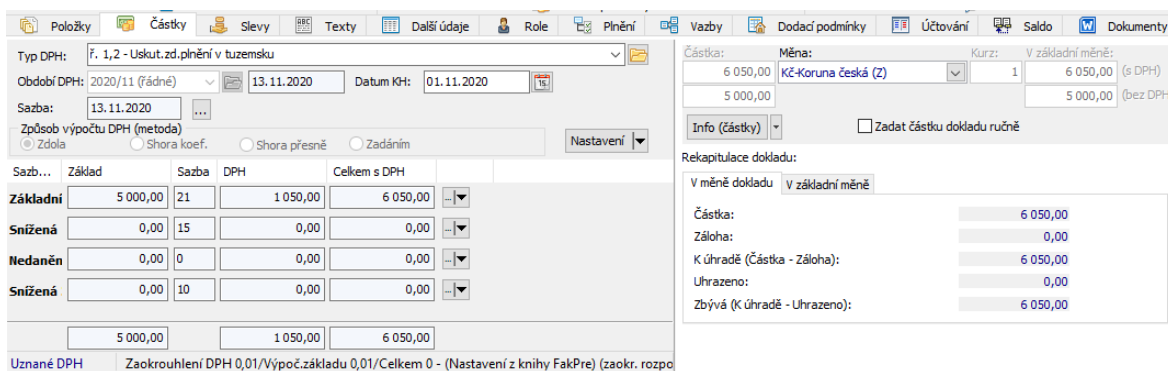 Položky Částky Slevy Texty Další údaje Role Plnění Vazby Dodací podmínky Účtování Saldo Dokumenty
Typ DPH: ř. 1,2 - Uskut.zd.plnění v tuzemsku
Období DPH: 2020/11 (řádné) 13.11.2020 Datum KH: 01.11.2020
Sazba: 13.11.2020 ...
Způsob výpočtu DPH (metoda)
Zdola Shora koef. Shora přesně Zadáním Nastavení
Sazb... Základ Sazba DPH Celkem s DPH
Základní 5 000,00 21 1 050,00 6 050,00 ...
Snížená 0,00 15 0,00 0,00 ...
Nedaněn 0,00 0 0,00 0,00 ...
Snížená 0,00 10 0,00 0,00 ...
5 000,00 1 050,00 6 050,00
Uznané DPH Zaokrouhlení DPH 0,01/Výpoč.základu 0,01/Celkem 0 - (Nastavení z knihy FakPre) (zaokr. rozpo
Částka: Měna: Kurz: V základní měně:
6 050,00 Kč-Koruna česká (Z) 1 6 050,00 (s DPH)
5 000,00 5 000,00 (bez DPH
Info (částky) Zadat částku dokladu ručně
Rekapitulace dokladu:
V měně dokladu V základní měně
Částka: 6 050,00
Záloha: 0,00
K úhradě (Částka - Záloha): 6 050,00
Uhrazeno: 0,00
Zbývá (K úhradě - Uhrazeno): 6 050,00